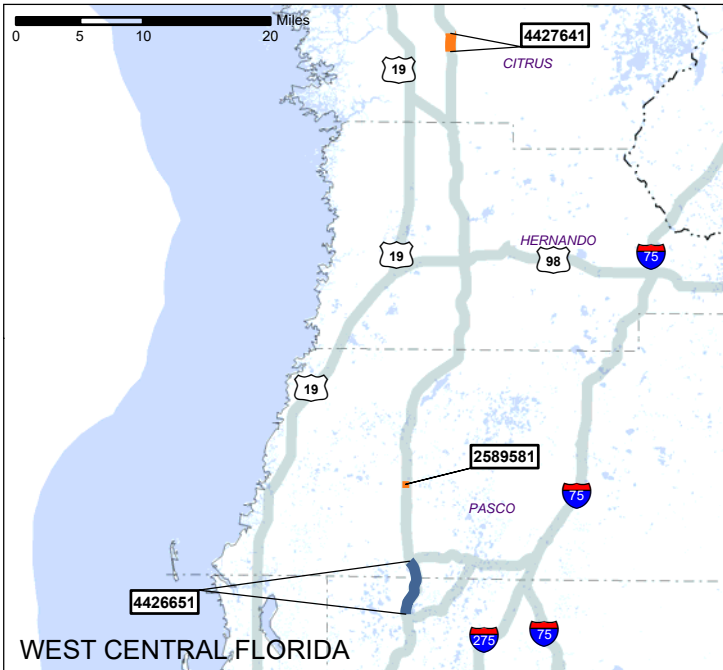 Miles
0 5 10 20
4427641
CITRUS
19
HERNANDO
19
98
75
19
2589581
75
PASCO
4426651
275
75
WEST CENTRAL FLORIDA